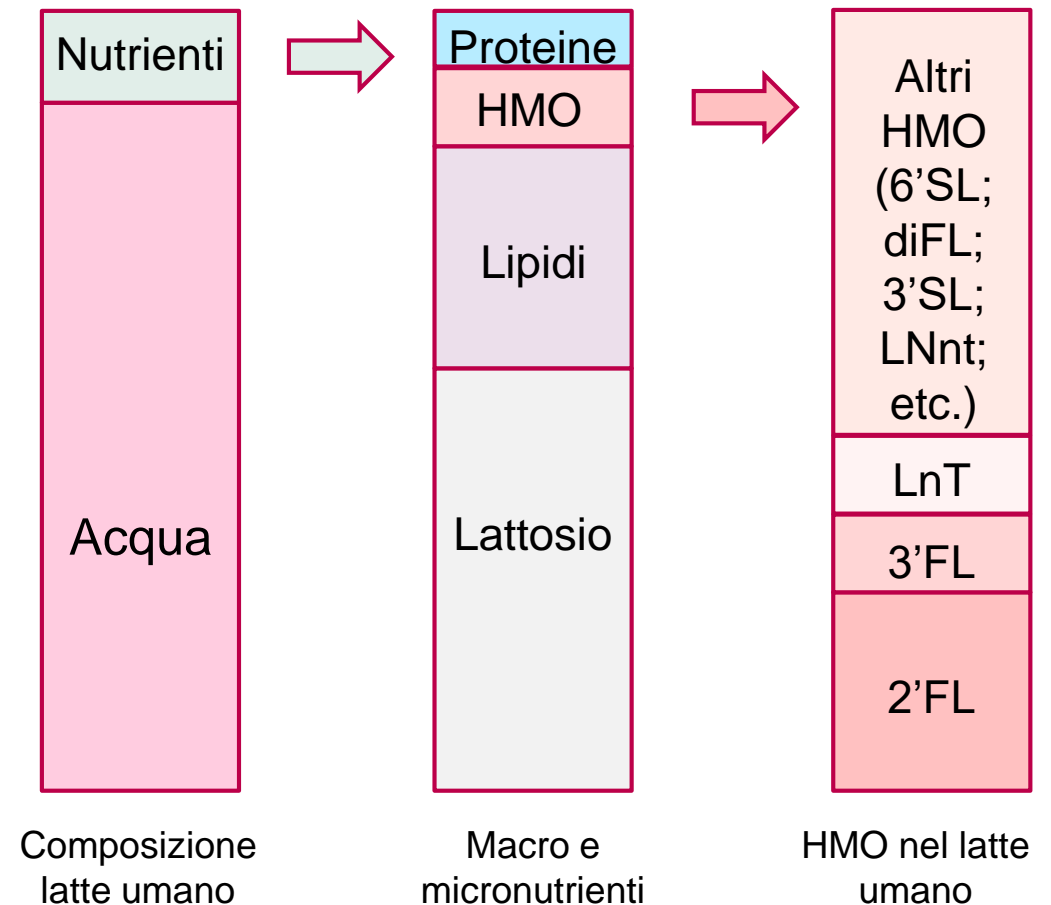 Nutrienti
Acqua
Composizione
latte umano
Proteine
HMO
Lipidi
Lattosio
Macro e
micronutrienti
Altri
HMO
(6'SL;
diFL;
3'SL;
LNnt;
etc.)
LnT
3'FL
2'FL
HMO nel latte
umano